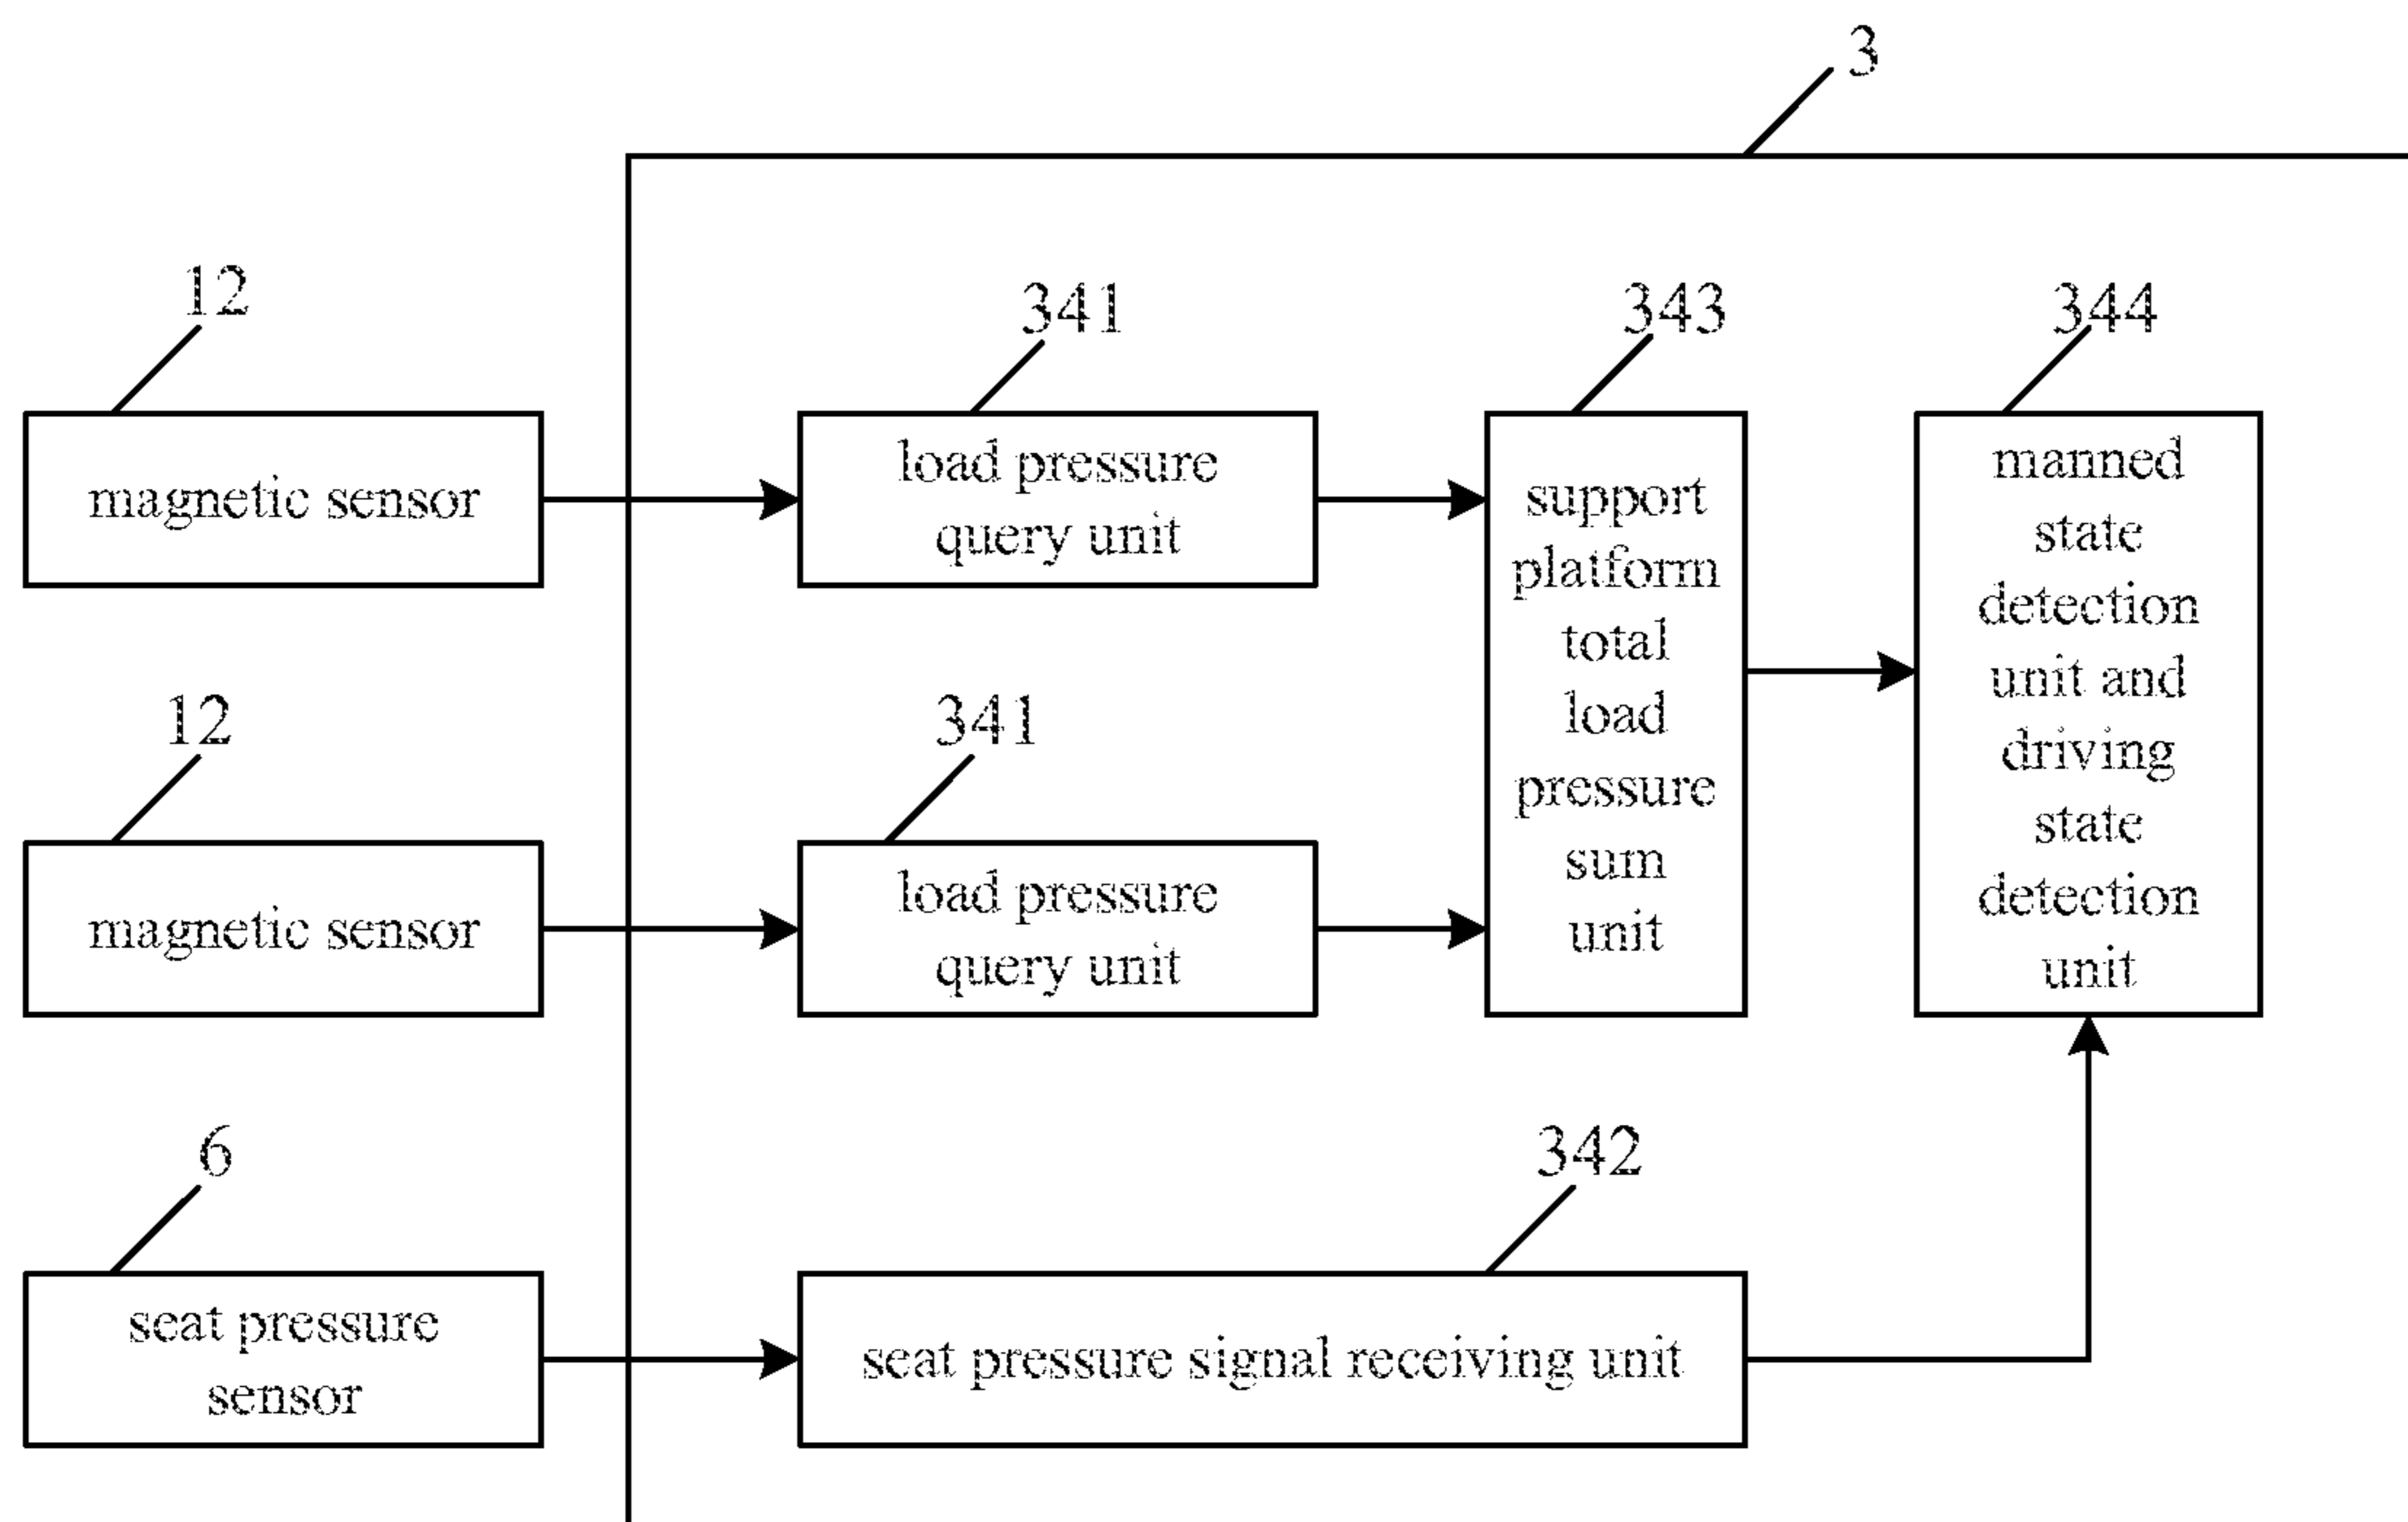 3
12
341
343
344
magnetic sensor
load pressure
query unit
support
platform
total
load
pressure
sum
unit
manned
state
detection
unit and
driving
state
detection
unit
12
341
magnetic sensor
load pressure
query unit
6
342
seat pressure
sensor
seat pressure signal receiving unit